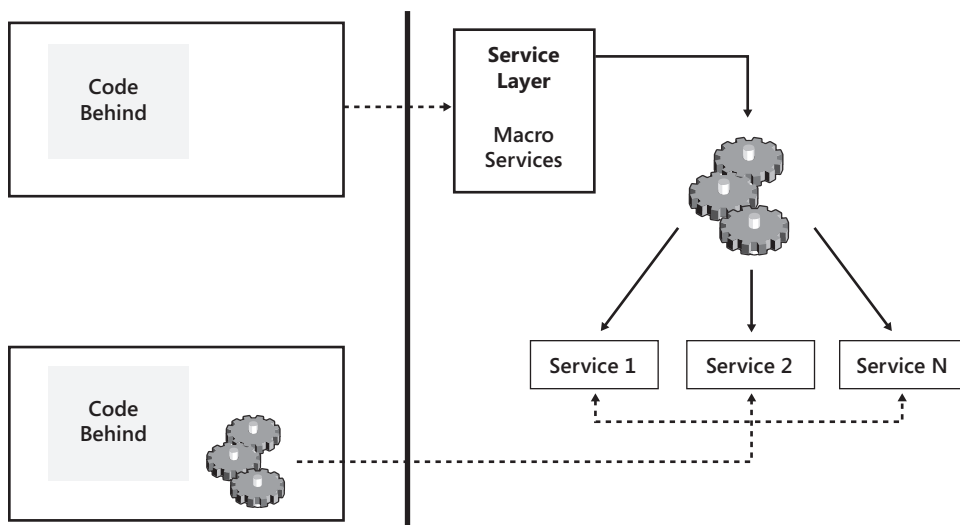 Code
Behind
Service
Layer
Macro
Services
Service 1
Service 2
Service N
Code
Behind